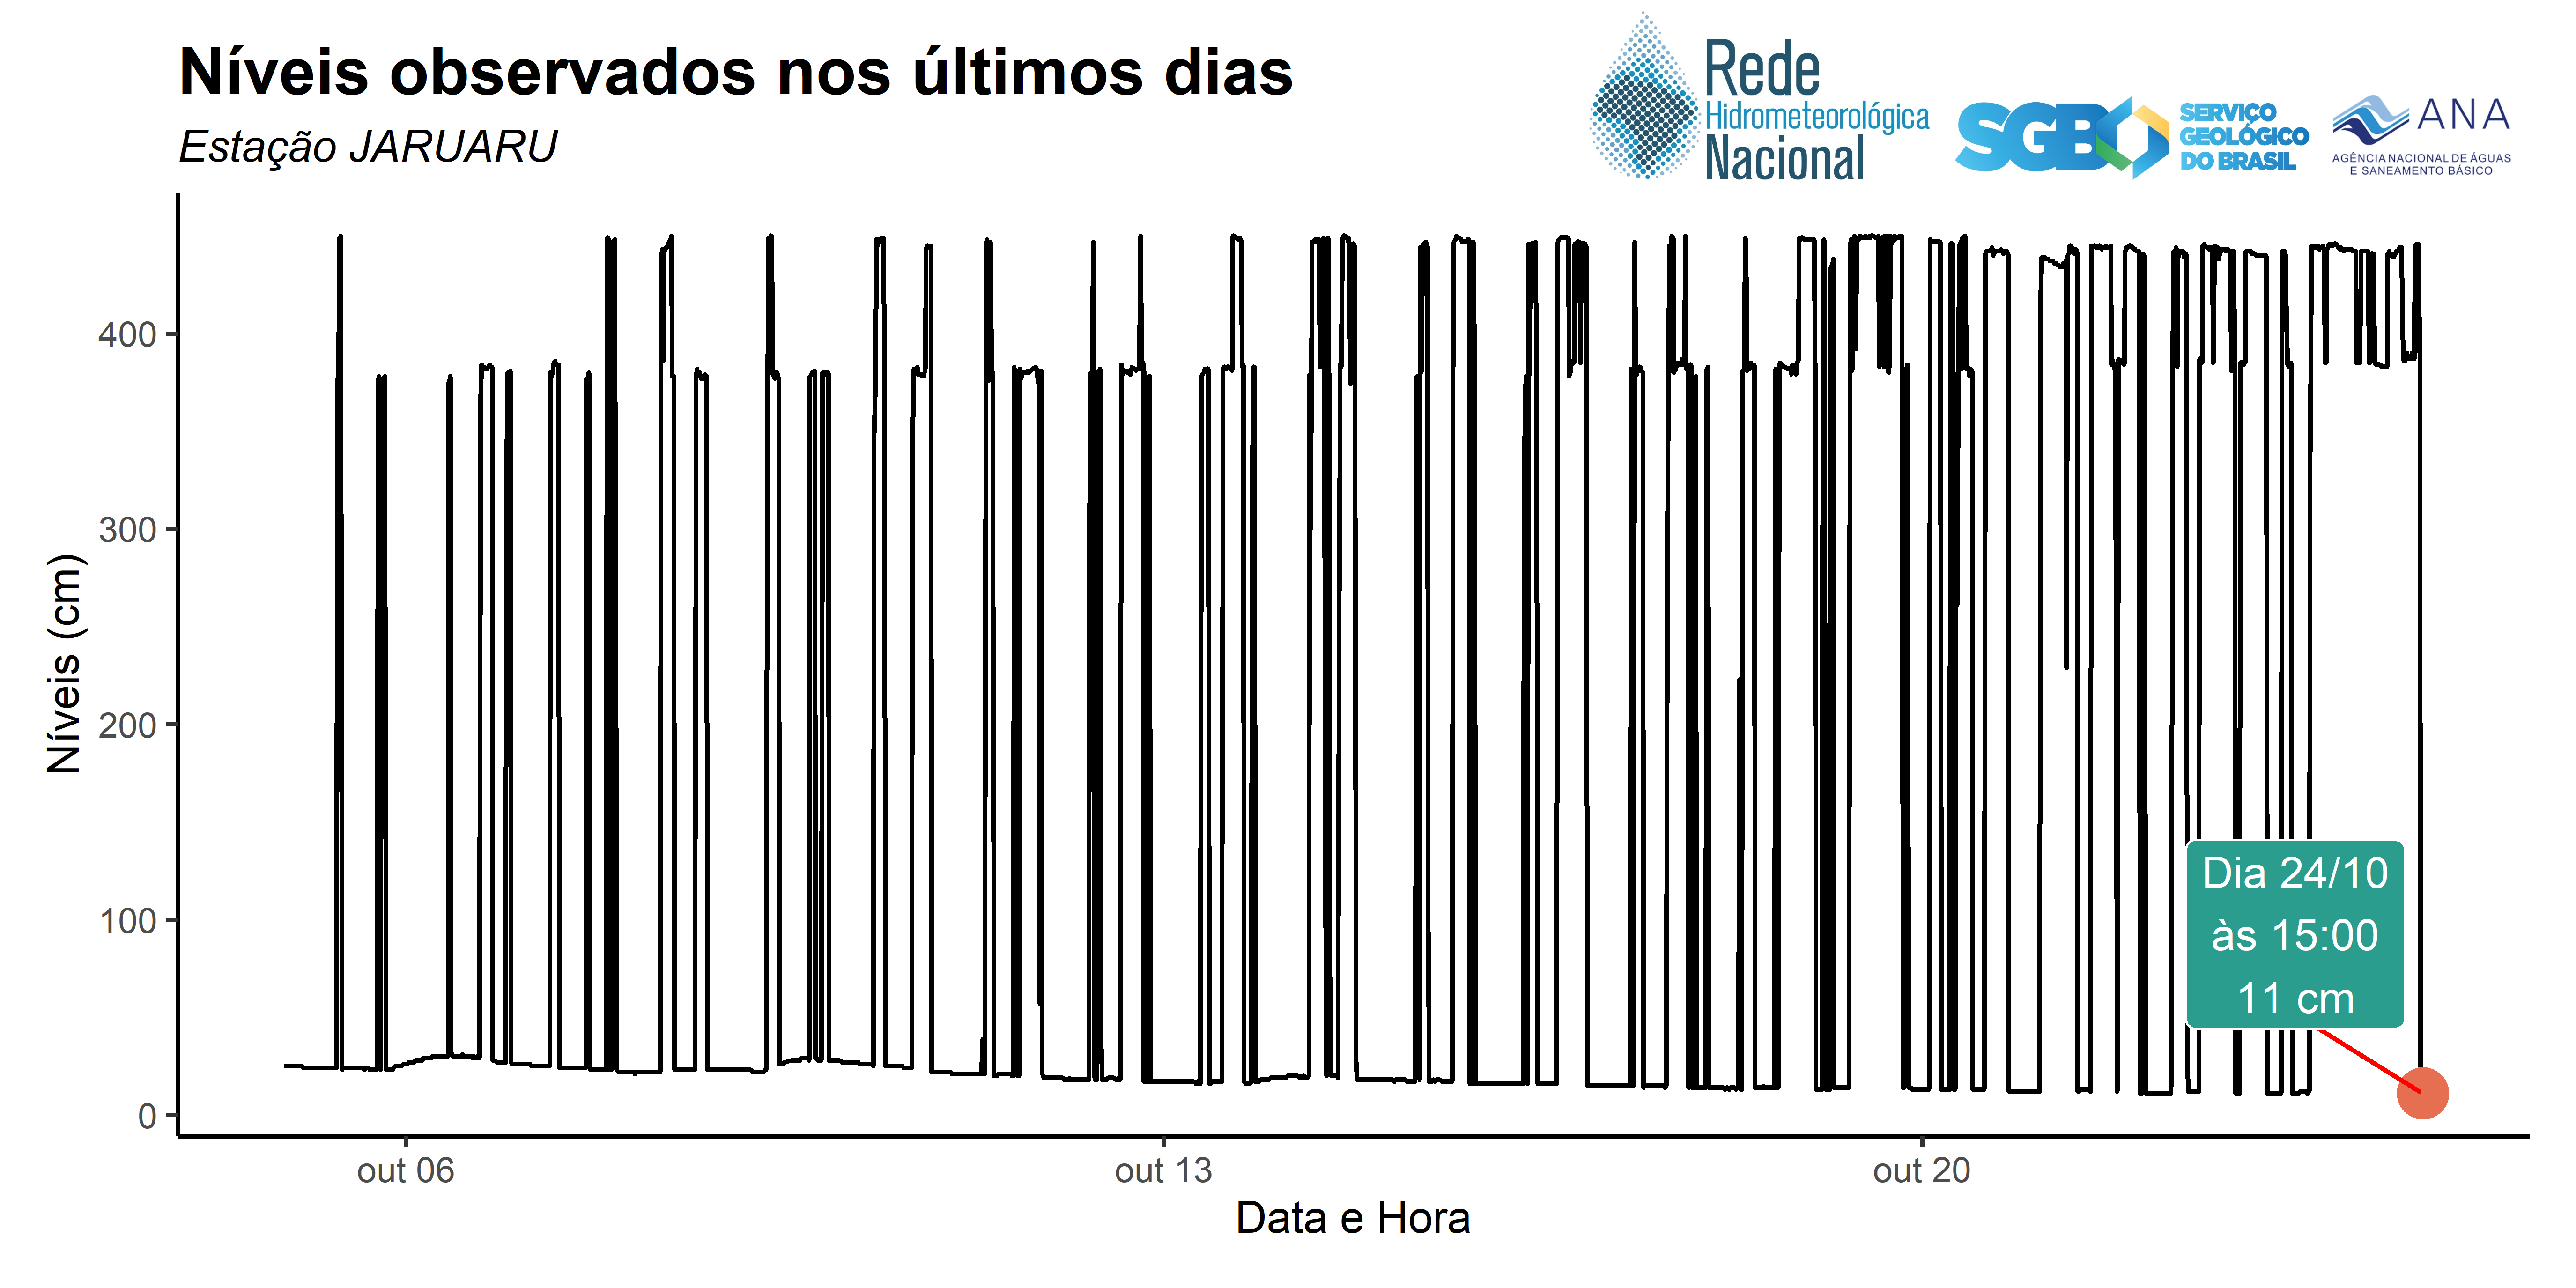 Níveis observados nos últimos dias
Estação JARUARU
Rede
Hidrometeorológica
Nacional
SGB
SERVIÇO
GEOLÓGICO
DO BRASIL
ANA
AGÊNCIA NACIONAL DE ÁGUAS
E SANEAMENTO BÁSICO
Níveis (cm)
400
300
200
100
0
Dia 24/10
às 15:00
11 cm
out 06
out 13
out 20
Data e Hora